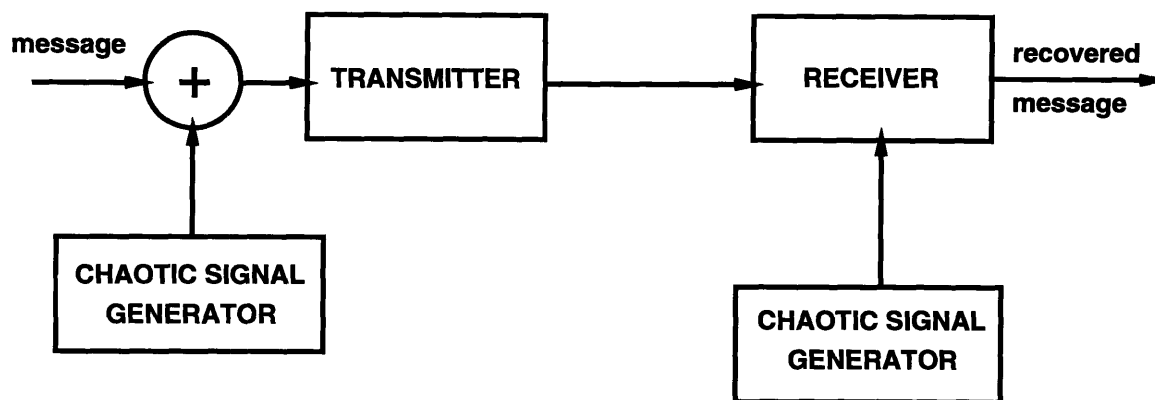 message
+
TRANSMITTER
RECEIVER
recovered
message
CHAOTIC SIGNAL
GENERATOR
CHAOTIC SIGNAL
GENERATOR